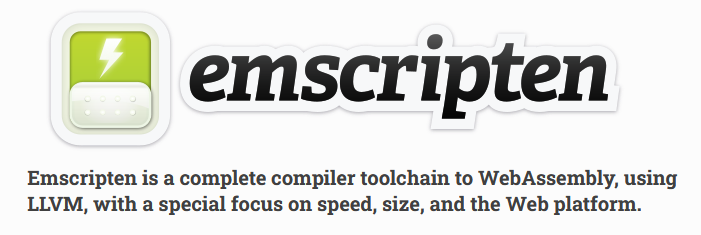 emscripten
Emscripten is a complete compiler toolchain to WebAssembly, using
LLVM, with a special focus on speed, size, and the Web platform.